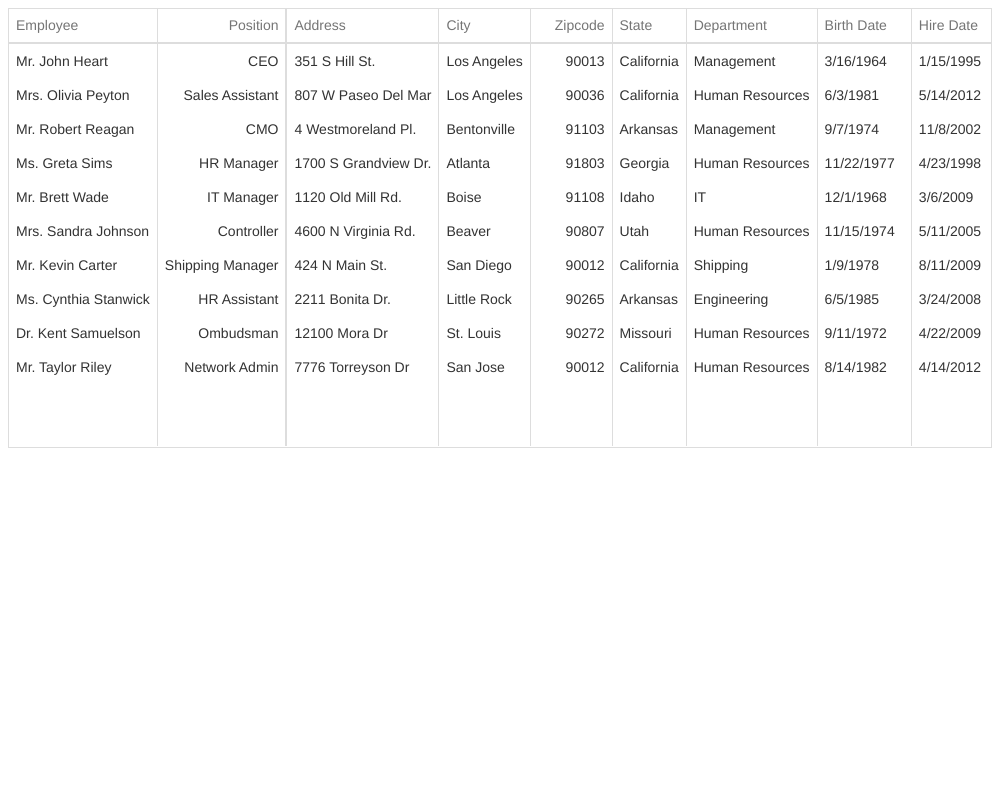 Employee Position Address City Zipcode State Department Birth Date Hire Date
Mr. John Heart CEO 351 S Hill St. Los Angeles 90013 California Management 3/16/1964 1/15/1995
Mrs. Olivia Peyton Sales Assistant 807 W Paseo Del Mar Los Angeles 90036 California Human Resources 6/3/1981 5/14/2012
Mr. Robert Reagan CMO 4 Westmoreland Pl. Bentonville 91103 Arkansas Management 9/7/1974 11/8/2002
Ms. Greta Sims HR Manager 1700 S Grandview Dr. Atlanta 91803 Georgia Human Resources 11/22/1977 4/23/1998
Mr. Brett Wade IT Manager 1120 Old Mill Rd. Boise 91108 Idaho IT 12/1/1968 3/6/2009
Mrs. Sandra Johnson Controller 4600 N Virginia Rd. Beaver 90807 Utah Human Resources 11/15/1974 5/11/2005
Mr. Kevin Carter Shipping Manager 424 N Main St. San Diego 90012 California Shipping 1/9/1978 8/11/2009
Ms. Cynthia Stanwick HR Assistant 2211 Bonita Dr. Little Rock 90265 Arkansas Engineering 6/5/1985 3/24/2008
Dr. Kent Samuelson Ombudsman 12100 Mora Dr St. Louis 90272 Missouri Human Resources 9/11/1972 4/22/2009
Mr. Taylor Riley Network Admin 7776 Torreyson Dr San Jose 90012 California Human Resources 8/14/1982 4/14/2012